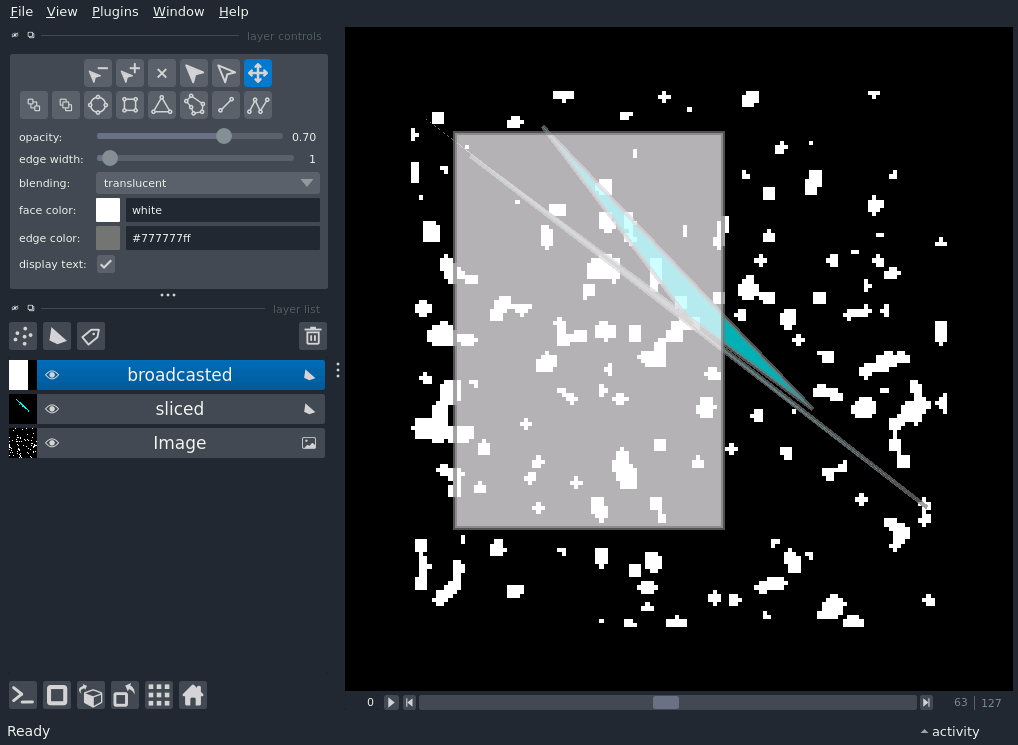 File View Plugins Window Help
layer controls
opacity: 0.70
edge width: 1
blending: translucent
face color: white
edge color: #777777ff
display text:
layer list
broadcasted
sliced
Image
0 63 127
Ready activity